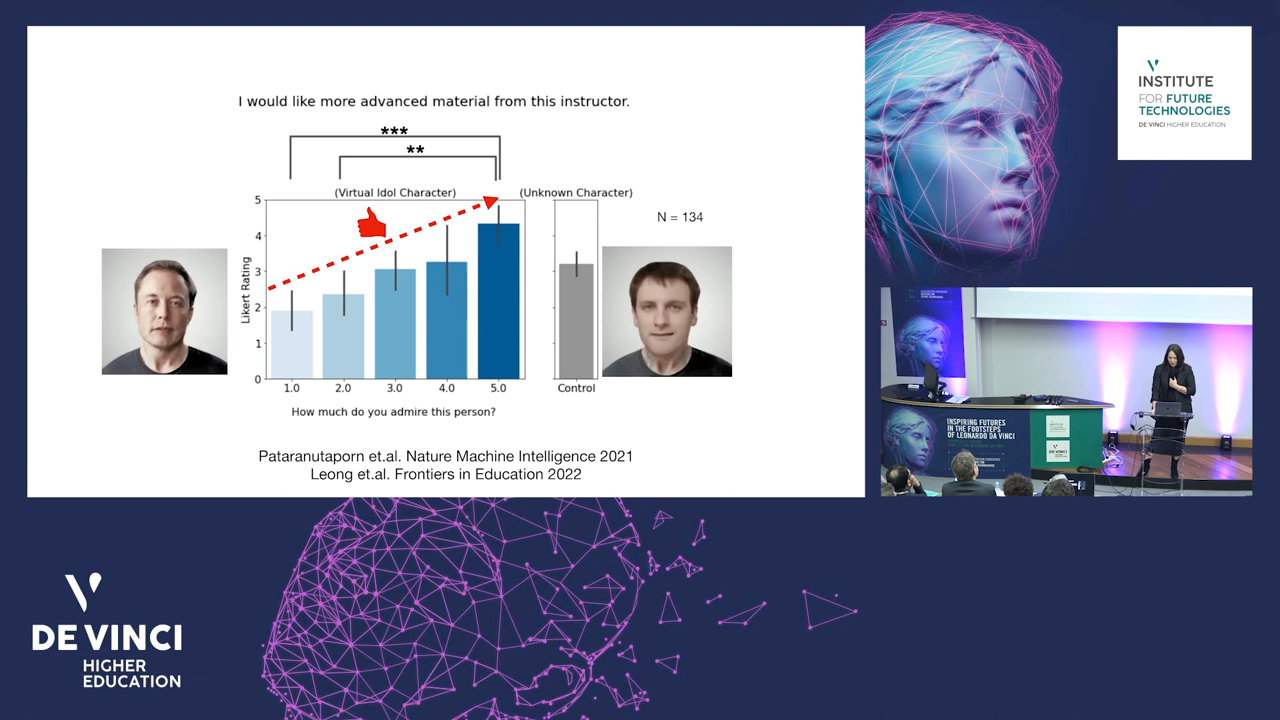 I would like more advanced material from this instructor.
***
**
(Virtual Idol Character)
(Unknown Character)
N = 134
Likert Rating
5
4
3
2
1
0
1.0 2.0 3.0 4.0 5.0
Control
How much do you admire this person?
Pataranutaporn et.al. Nature Machine Intelligence 2021
Leong et.al. Frontiers in Education 2022
INSTITUTE
FOR FUTURE
TECHNOLOGIES
DE VINCI HIGHER EDUCATION
INSPIRING FUTURES
IN THE FOOTSTEPS
OF LEONARDO DA VINCI
DE VINCI
HIGHER
EDUCATION